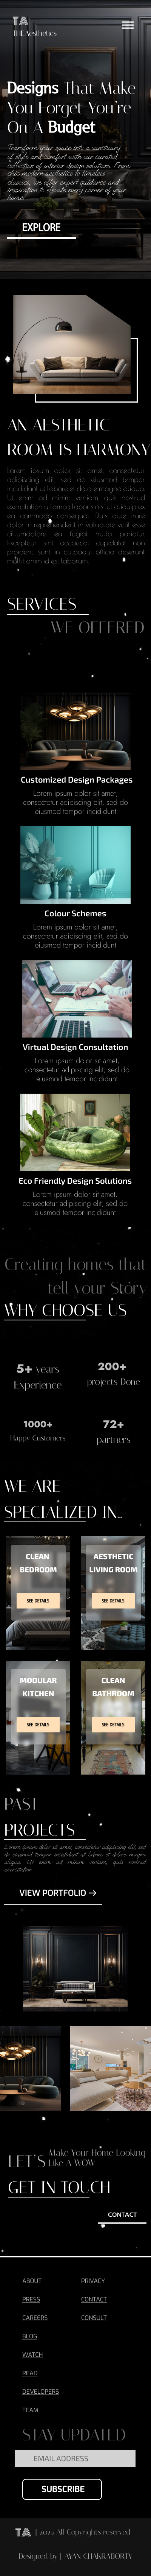 TA
THE Aesthetics
Designs That Make
You Forget You're
On A Budget
Transform your space into a sanctuary
of style and comfort with our curated
collection of interior design solutions. From
chic modern aesthetics to timeless
classics, we offer expert guidance and
inspiration to elevate every corner of your
home.
EXPLORE
AN AESTHETIC
ROOM IS HARMONY
Lorem ipsum dolor sit amet, consectetur
adipiscing elit, sed do eiusmod tempor
incididunt ut labore et dolore magna aliqua.
Ut enim ad minim veniam, quis nostrud
exercitation ullamco laboris nisi ut aliquip ex
ea commodo consequat. Duis aute irure
dolor in reprehenderit in voluptate velit esse
cillumdolore eu fugiat nulla pariatur.
Excepteur sint occaecat cupidatat non
proident, sunt in culpaqui officia deserunt
mollit anim id est laborum.
SERVICES
WE OFFERED
Customized Design Packages
Lorem ipsum dolor sit amet,
consectetur adipiscing elit, sed do
eiusmod tempor incididunt
Colour Schemes
Lorem ipsum dolor sit amet,
consectetur adipiscing elit, sed do
eiusmod tempor incididunt
Virtual Design Consultation
Lorem ipsum dolor sit amet,
consectetur adipiscing elit, sed do
eiusmod tempor incididunt
Eco Friendly Design Solutions
Lorem ipsum dolor sit amet,
consectetur adipiscing elit, sed do
eiusmod tempor incididunt
Creating homes that
tell your Story
WHY CHOOSE US
5+ years
Experience
200+
projects Done
1000+
Happy Customers
72+
partners
WE ARE
SPECIALIZED IN...
CLEAN
BEDROOM
SEE DETAILS
AESTHETIC
LIVING ROOM
SEE DETAILS
MODULAR
KITCHEN
SEE DETAILS
CLEAN
BATHROOM
SEE DETAILS
PAST
PROJECTS
Lorem ipsum dolor sit amet, consectetur adipiscing elit, sed
do eiusmod tempor incididunt ut labore et dolore magna
aliqua. Ut enim ad minim veniam, quis nostrud
exercitation
VIEW PORTFOLIO →
LET'S Make Your Home Looking
Like A WOW
GET IN TOUCH
CONTACT
ABOUT
PRIVACY
PRESS
CONTACT
CAREERS
CONSULT
BLOG
WATCH
READ
DEVELOPERS
TEAM
STAY UPDATED
EMAIL ADDRESS
SUBSCRIBE
TA | 2023 All Copyrights reserved
Designed by | AYAN CHAKRABORTY